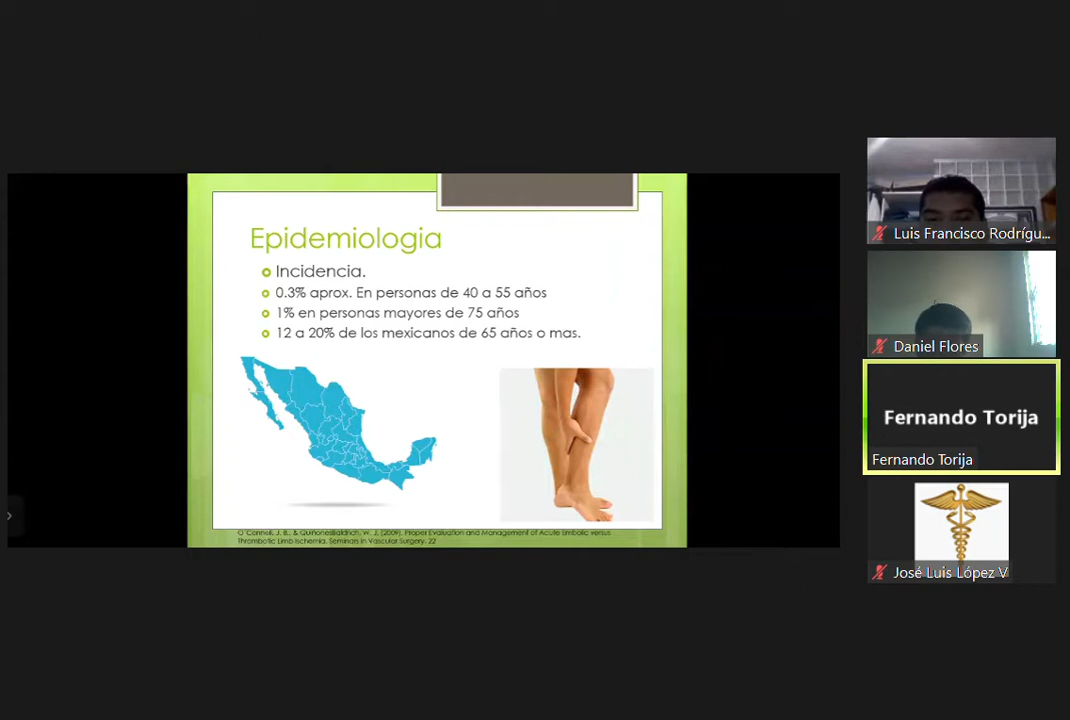 Epidemiologia
Incidencia.
0.3% aprox. En personas de 40 a 55 años
1% en personas mayores de 75 años
12 a 20% de los mexicanos de 65 años o mas.
O´Connell, J. B., & Quiñones-Baldrich, W. J. (2009). Proper Evaluation and Management of Acute Embolic versus
Thrombotic Limb Ischemia. Seminars in Vascular Surgery, 22
Luis Francisco Rodrígu...
Daniel Flores
Fernando Torija
Fernando Torija
José Luis López V